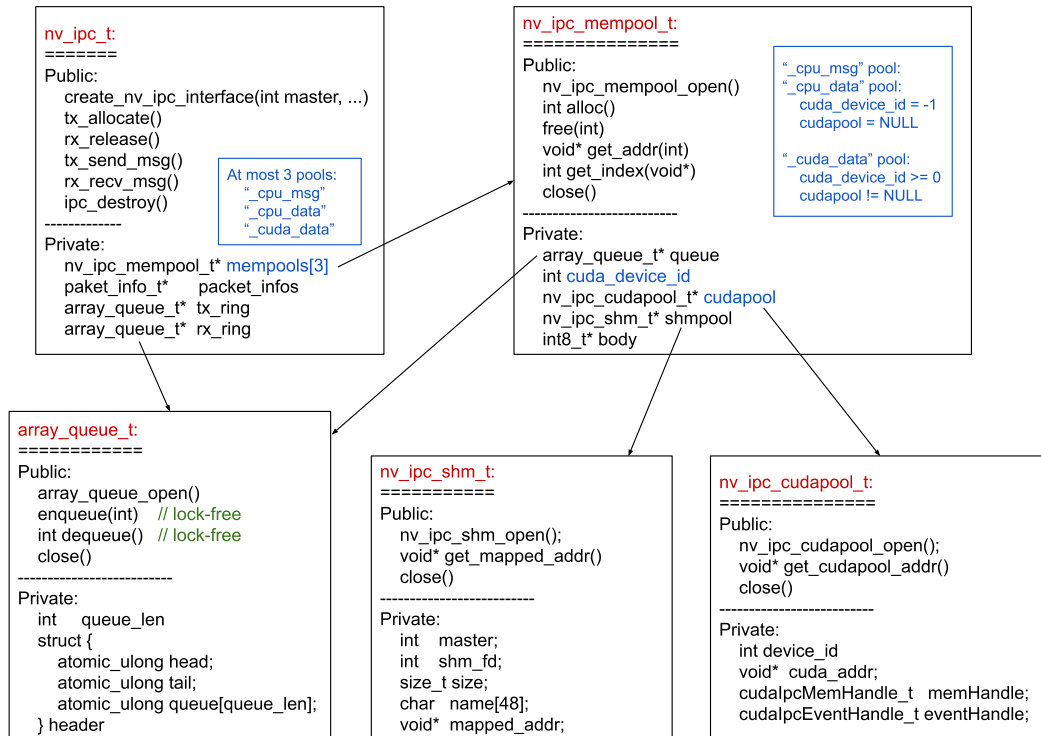 nv_ipc_t:
=======
Public:
create_nv_ipc_interface(int master, ...)
tx_allocate()
rx_release()
tx_send_msg()
rx_recv_msg()
ipc_destroy()
-------------
Private:
nv_ipc_mempool_t* mempools[3]
paket_info_t* packet_infos
array_queue_t* tx_ring
array_queue_t* rx_ring
At most 3 pools:
“_cpu_msg”
“_cpu_data”
“_cuda_data”
nv_ipc_mempool_t:
===============
Public:
nv_ipc_mempool_open()
int alloc()
free(int)
void* get_addr(int)
int get_index(void*)
close()
--------------------------
Private:
array_queue_t* queue
int cuda_device_id
nv_ipc_cudapool_t* cudapool
nv_ipc_shm_t* shmpool
int8_t* body
“_cpu_msg” pool:
“_cpu_data” pool:
cuda_device_id = -1
cudapool = NULL
“_cuda_data” pool:
cuda_device_id >= 0
cudapool != NULL
array_queue_t:
============
Public:
array_queue_open()
enqueue(int) // lock-free
int dequeue() // lock-free
close()
--------------------------
Private:
int queue_len
struct {
atomic_ulong head;
atomic_ulong tail;
atomic_ulong queue[queue_len];
} header
nv_ipc_shm_t:
===========
Public:
nv_ipc_shm_open();
void* get_mapped_addr()
close()
--------------------------
Private:
int master;
int shm_fd;
size_t size;
char name[48];
void* mapped_addr;
nv_ipc_cudapool_t:
===============
Public:
nv_ipc_cudapool_open();
void* get_cudapool_addr()
close()
--------------------------
Private:
int device_id
void* cuda_addr;
cudaIpcMemHandle_t memHandle;
cudaIpcEventHandle_t eventHandle;